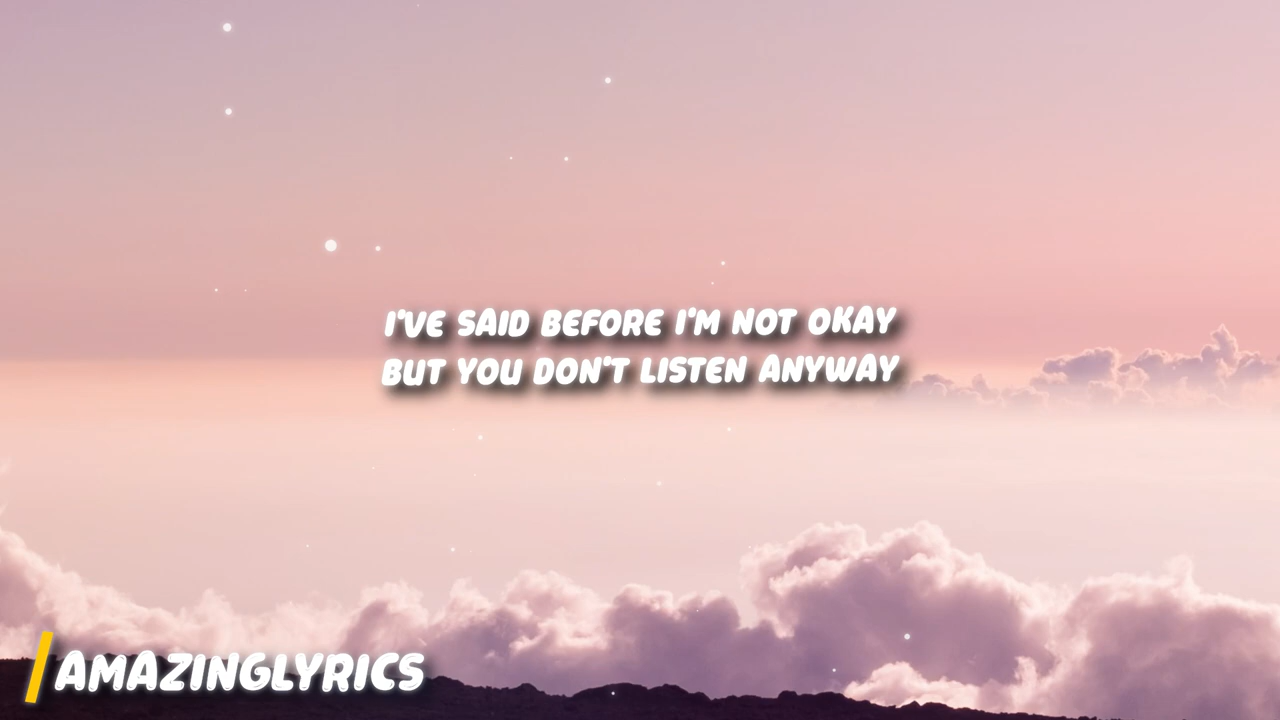 I'VE SAID BEFORE I'M NOT OKAY
BUT YOU DON'T LISTEN ANYWAY
AMAZINGLYRICS